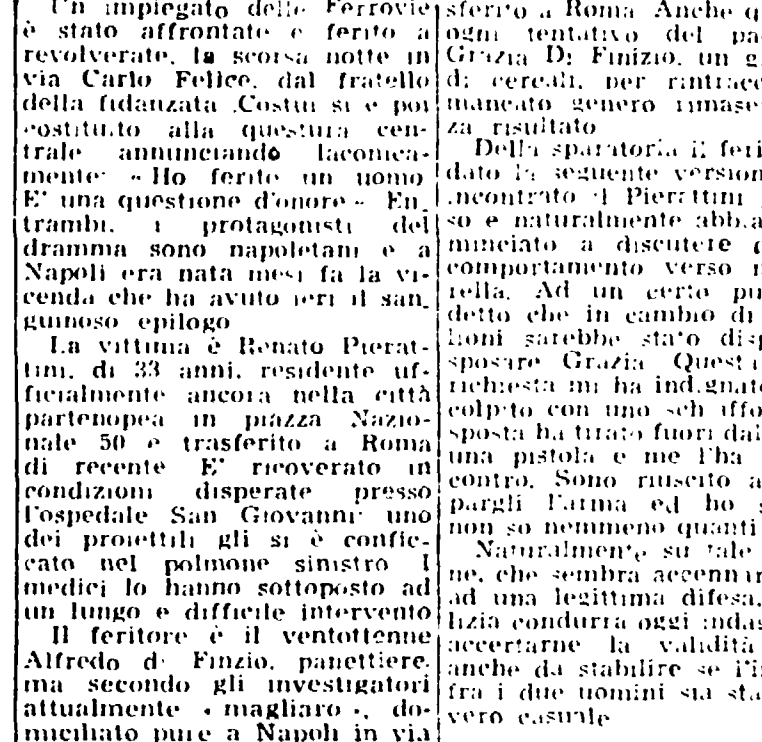 Un impiegato delle Ferrovie
è stato affrontato e ferito a
revolverate, la scorsa notte in
via Carlo Felice, dal fratello
della fidanzata. Costui si è poi
costituito alla questura cen-
trale annunciando laconica-
mente: « Ho ferito un uomo
E' una questione d'onore » En-
trambi, i protagonisti del
dramma sono napoletani e a
Napoli era nata mesi fa la vi-
cenda che ha avuto ieri il san-
guinoso epilogo
La vittima è Renato Pierat-
tini, di 33 anni, residente uf-
ficialmente ancora nella città
partenopea in piazza Nazio-
nale 50 e trasferito a Roma
di recente E' ricoverato in
condizioni disperate presso
l'ospedale San Giovanni: uno
dei proiettili gli si è confic-
cato nel polmone sinistro I
medici lo hanno sottoposto ad
un lungo e difficile intervento
Il feritore è il ventottenne
Alfredo di Finzio, panettiere,
ma secondo gli investigatori
attualmente « magliaro », do-
miciliato pure a Napoli in via
sferito a Roma Anche
ogni tentativo del
Grazia Di Finizio, un
di cereali, per
mancato genero
za risultato
Della sparatoria il
dato la seguente
incontrato il Pierattini
so e naturalmente
minciato a discutere
comportamento verso
rella. Ad un certo
detto che in cambio di
lioni sarebbe stato
sposare Grazia
richiesta mi ha
colpito con uno
sposta ha tirato fuori
una pistola e me l'ha
contro. Sono riuscito
pargli l'arma ed ho
non so nemmeno quanti
Naturalmente su tale
ne, che sembra
ad una legittima difesa,
lizia condurrà oggi
accertarne la validità
anche da stabilire se
fra i due uomini sia
vero casuale